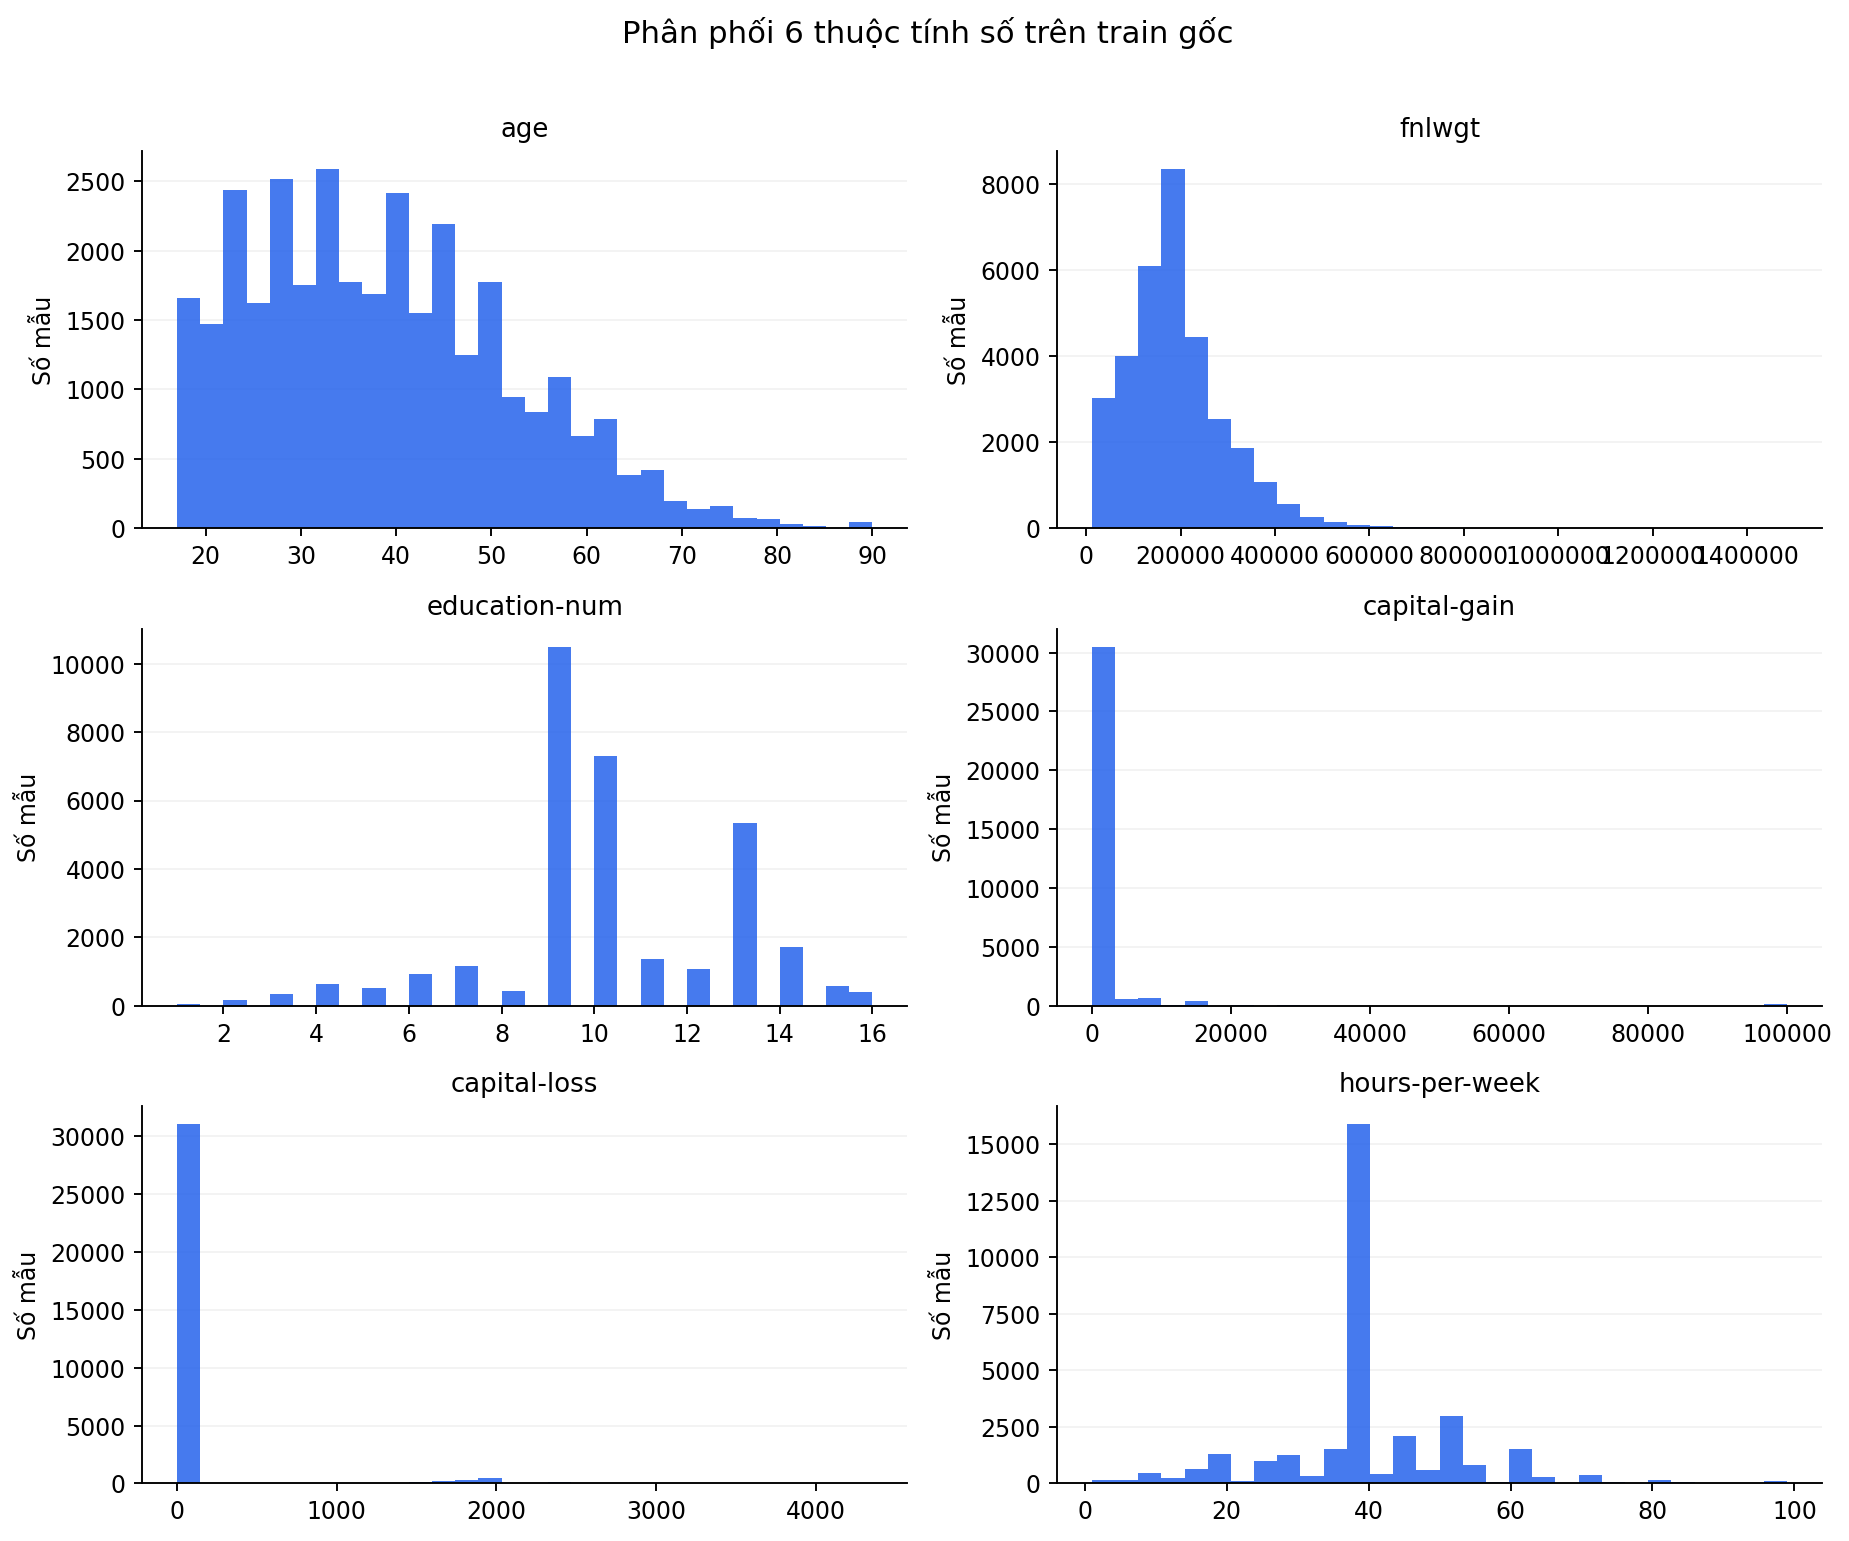 Phân phối 6 thuộc tính số trên train gốc
age
Số mẫu
2500
2000
1500
1000
500
0
20 30 40 50 60 70 80 90
fnlwgt
Số mẫu
8000
6000
4000
2000
0
0 200000 400000 600000 800000 1000000 1200000 1400000
education-num
Số mẫu
10000
8000
6000
4000
2000
0
2 4 6 8 10 12 14 16
capital-gain
Số mẫu
30000
25000
20000
15000
10000
5000
0
0 20000 40000 60000 80000 100000
capital-loss
Số mẫu
30000
25000
20000
15000
10000
5000
0
0 1000 2000 3000 4000
hours-per-week
Số mẫu
15000
12500
10000
7500
5000
2500
0
0 20 40 60 80 100